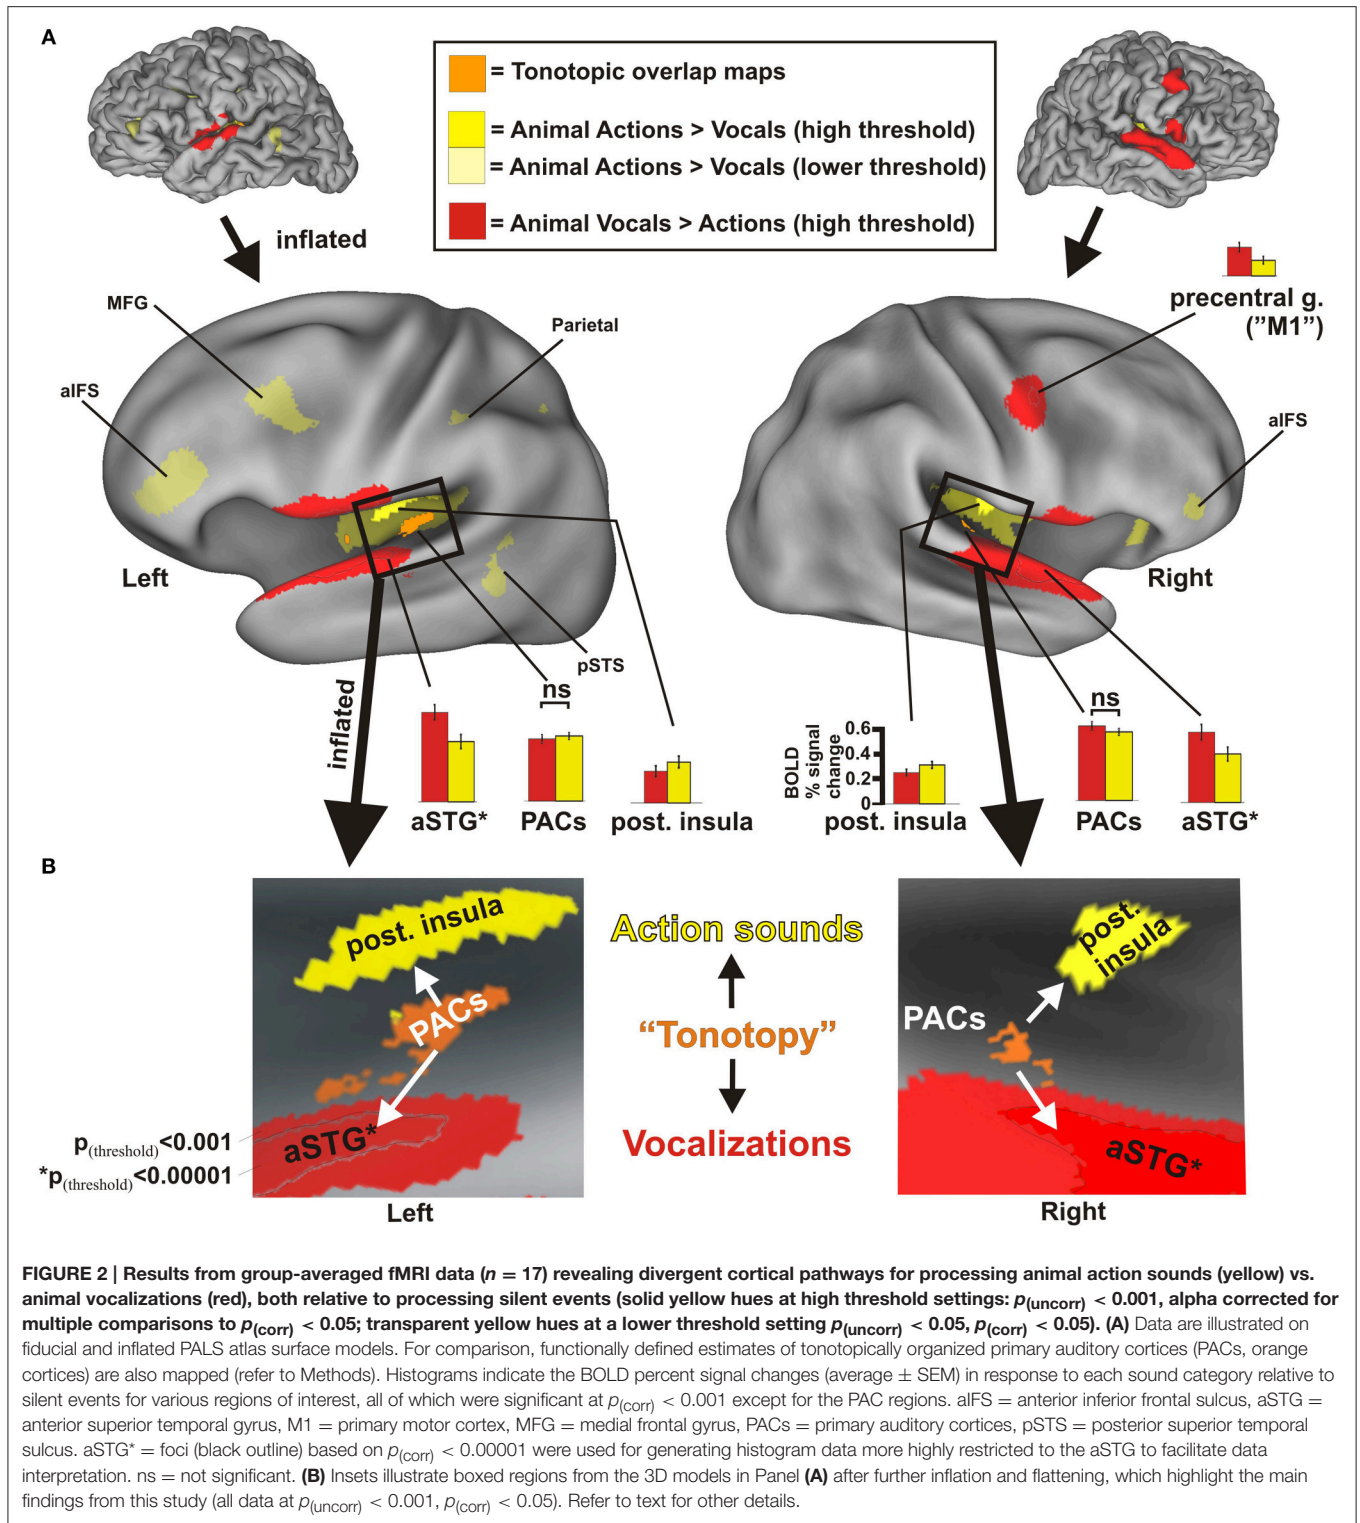 A
= Tonotopic overlap maps
= Animal Actions > Vocals (high threshold)
= Animal Actions > Vocals (lower threshold)
= Animal Vocals > Actions (high threshold)
inflated
MFG
Parietal
aIFS
precentral g.
("M1")
aIFS
Left
Right
pSTS
inflated
ns
aSTG*
PACs
post. insula
BOLD
% signal
change
0.6
0.4
0.2
0
post. insula
ns
PACs
aSTG*
B
post. insula
PACs
aSTG*
p(threshold)<0.001
*p(threshold)<0.00001
Left
Action sounds
“Tonotopy”
Vocalizations
post.
insula
PACs
aSTG*
Right
FIGURE 2 | Results from group-averaged fMRI data (n = 17) revealing divergent cortical pathways for processing animal action sounds (yellow) vs.
animal vocalizations (red), both relative to processing silent events (solid yellow hues at high threshold settings: p(uncorr) < 0.001, alpha corrected for
multiple comparisons to p(corr) < 0.05; transparent yellow hues at a lower threshold setting p(uncorr) < 0.05, p(corr) < 0.05). (A) Data are illustrated on
fiducial and inflated PALS atlas surface models. For comparison, functionally defined estimates of tonotopically organized primary auditory cortices (PACs, orange
cortices) are also mapped (refer to Methods). Histograms indicate the BOLD percent signal changes (average ± SEM) in response to each sound category relative to
silent events for various regions of interest, all of which were significant at p(corr) < 0.001 except for the PAC regions. aIFS = anterior inferior frontal sulcus, aSTG =
anterior superior temporal gyrus, M1 = primary motor cortex, MFG = medial frontal gyrus, PACs = primary auditory cortices, pSTS = posterior superior temporal
sulcus. aSTG* = foci (black outline) based on p(corr) < 0.00001 were used for generating histogram data more highly restricted to the aSTG to facilitate data
interpretation. ns = not significant. (B) Insets illustrate boxed regions from the 3D models in Panel (A) after further inflation and flattening, which highlight the main
findings from this study (all data at p(uncorr) < 0.001, p(corr) < 0.05). Refer to text for other details.